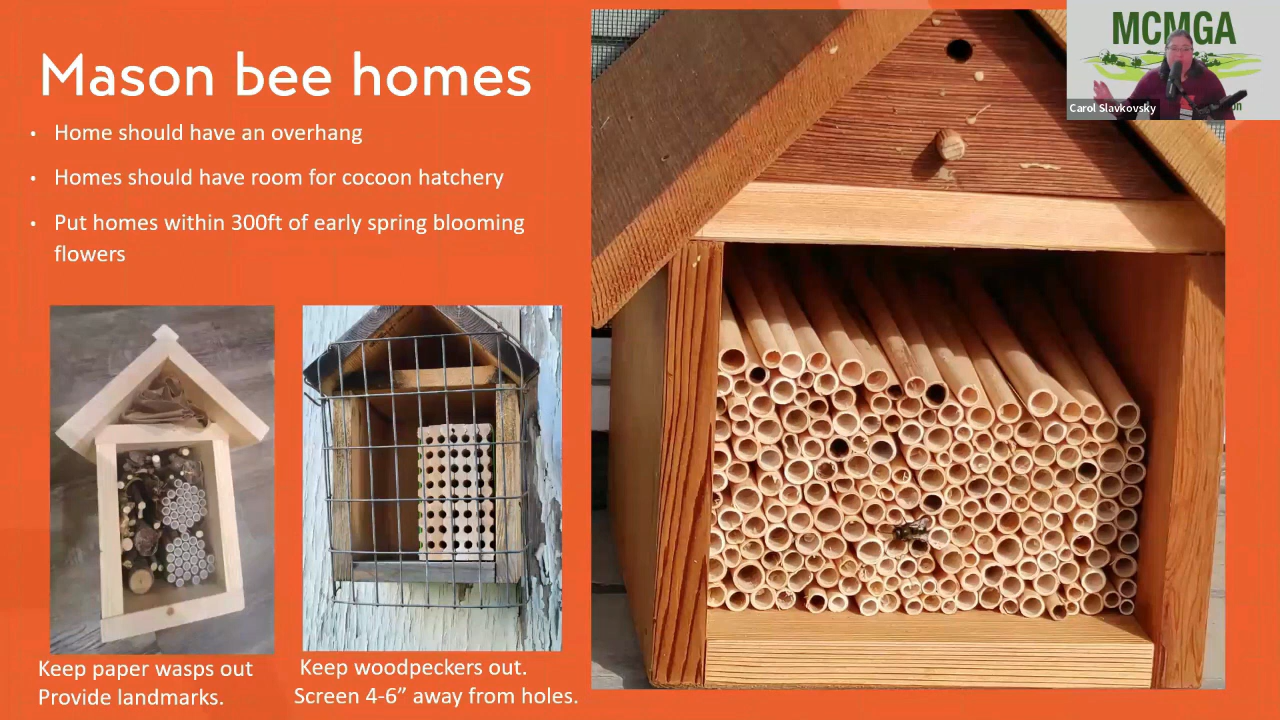 Mason bee homes
• Home should have an overhang
• Homes should have room for cocoon hatchery
• Put homes within 300ft of early spring blooming
flowers
Keep paper wasps out
Provide landmarks.
Keep woodpeckers out.
Screen 4-6” away from holes.
MCMGA
Carol Slavkovsky